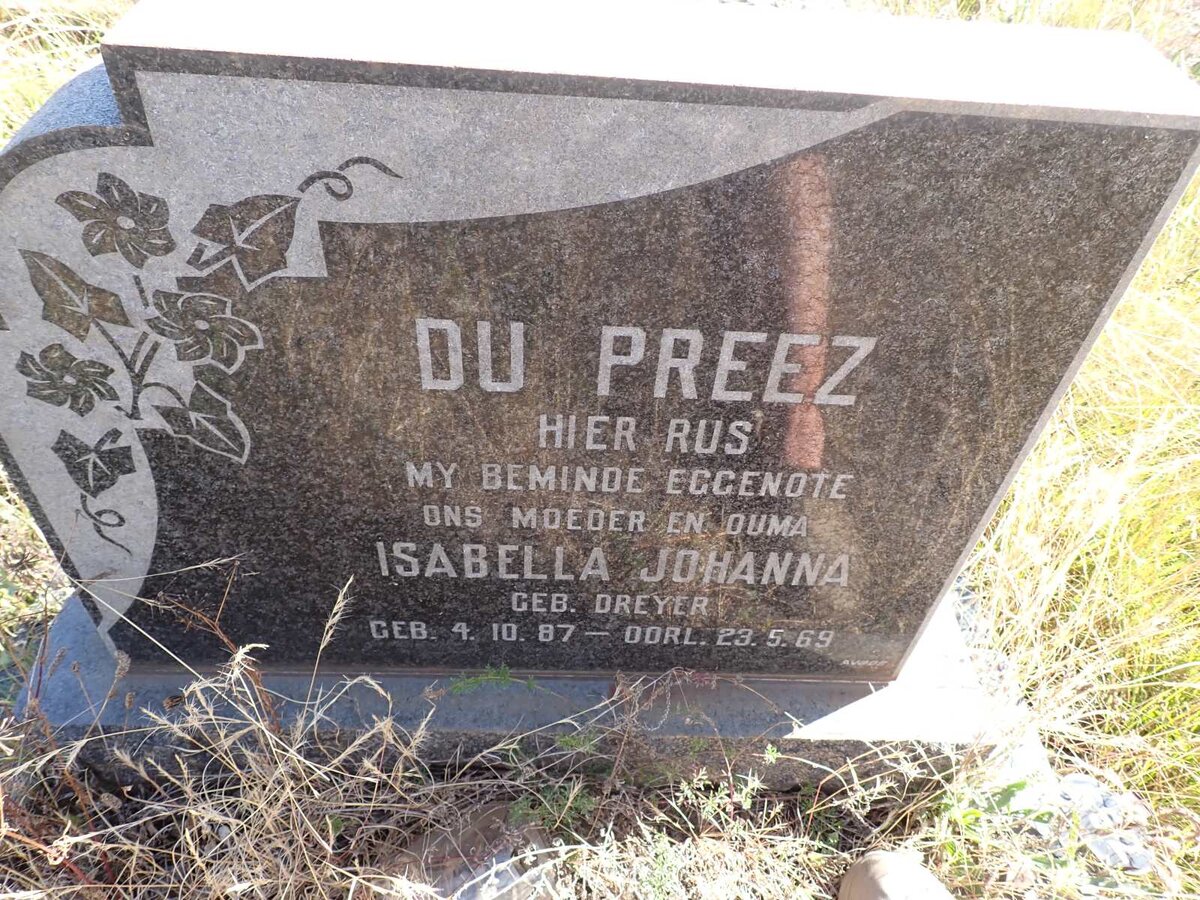 DU PREEZ
HIER RUS
MY BEMINDE EGGENOTE
ONS MOEDER EN OUMA
ISABELLA JOHANNA
GEB. DREYER
GEB. 4. 10. 87 — OORL. 23. 5. 69